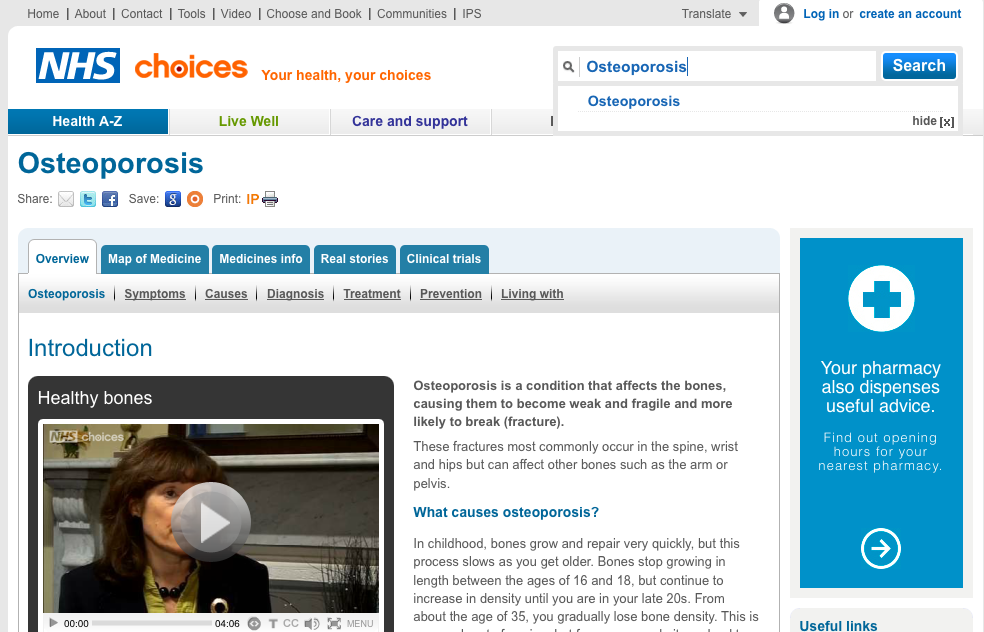 Home | About | Contact | Tools | Video | Choose and Book | Communities | IPS
Translate
Log in or create an account
NHS choices Your health, your choices
Osteoporosis
Search
Osteoporosis
hide [x]
Health A-Z
Live Well
Care and support
Osteoporosis
Share: Save: Print: IP
Overview
Map of Medicine
Medicines info
Real stories
Clinical trials
Osteoporosis | Symptoms | Causes | Diagnosis | Treatment | Prevention | Living with
Introduction
Healthy bones
NHS choices
00:00
04:06
T CC
MENU
Osteoporosis is a condition that affects the bones,
causing them to become weak and fragile and more
likely to break (fracture).
These fractures most commonly occur in the spine, wrist
and hips but can affect other bones such as the arm or
pelvis.
What causes osteoporosis?
In childhood, bones grow and repair very quickly, but this
process slows as you get older. Bones stop growing in
length between the ages of 16 and 18, but continue to
increase in density until you are in your late 20s. From
about the age of 35, you gradually lose bone density. This is
Your pharmacy
also dispenses
useful advice.
Find out opening
hours for your
nearest pharmacy.
Useful links